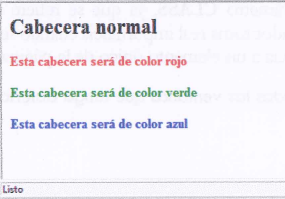 Cabecera normal
Esta cabecera será de color rojo
Esta cabecera será de color verde
Esta cabecera será de color azul
Listo